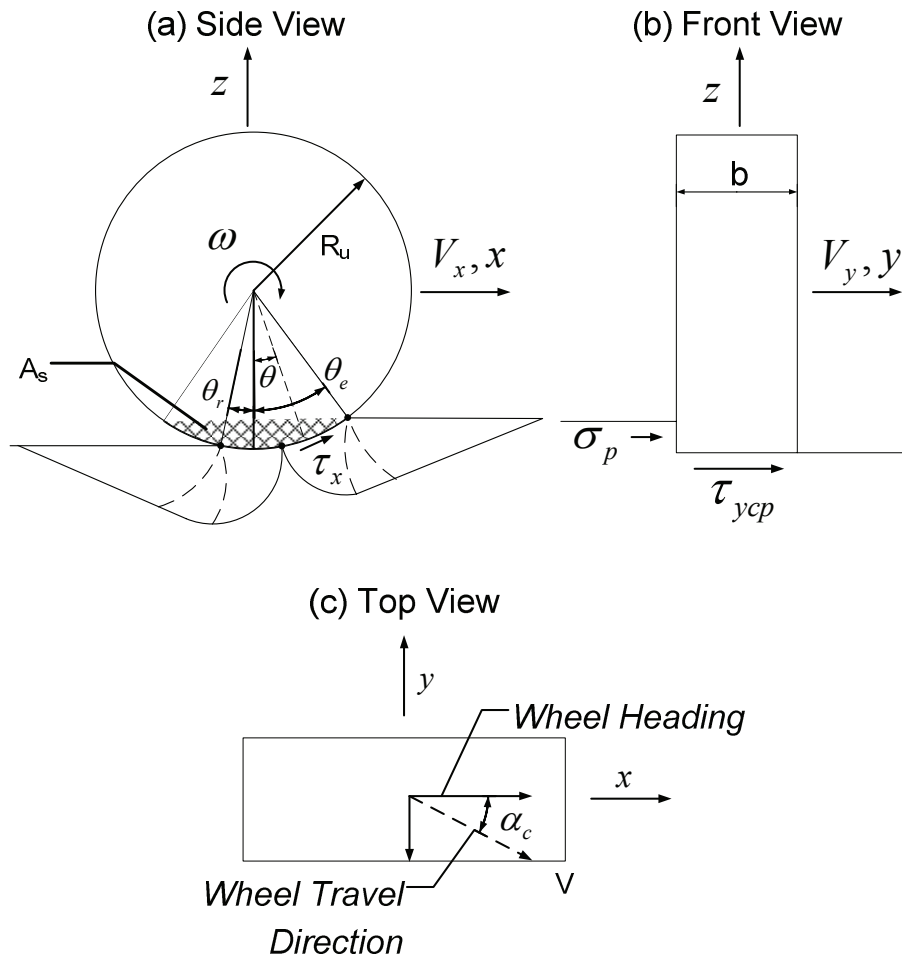 (a) Side View
(b) Front View
z
z
b
ω
R_u
V_x, x
V_y, y
A_s
θ_r
θ
θ_e
τ_x
σ_p
τ_ycp
(c) Top View
y
Wheel Heading
x
α_c
V
Wheel Travel
Direction